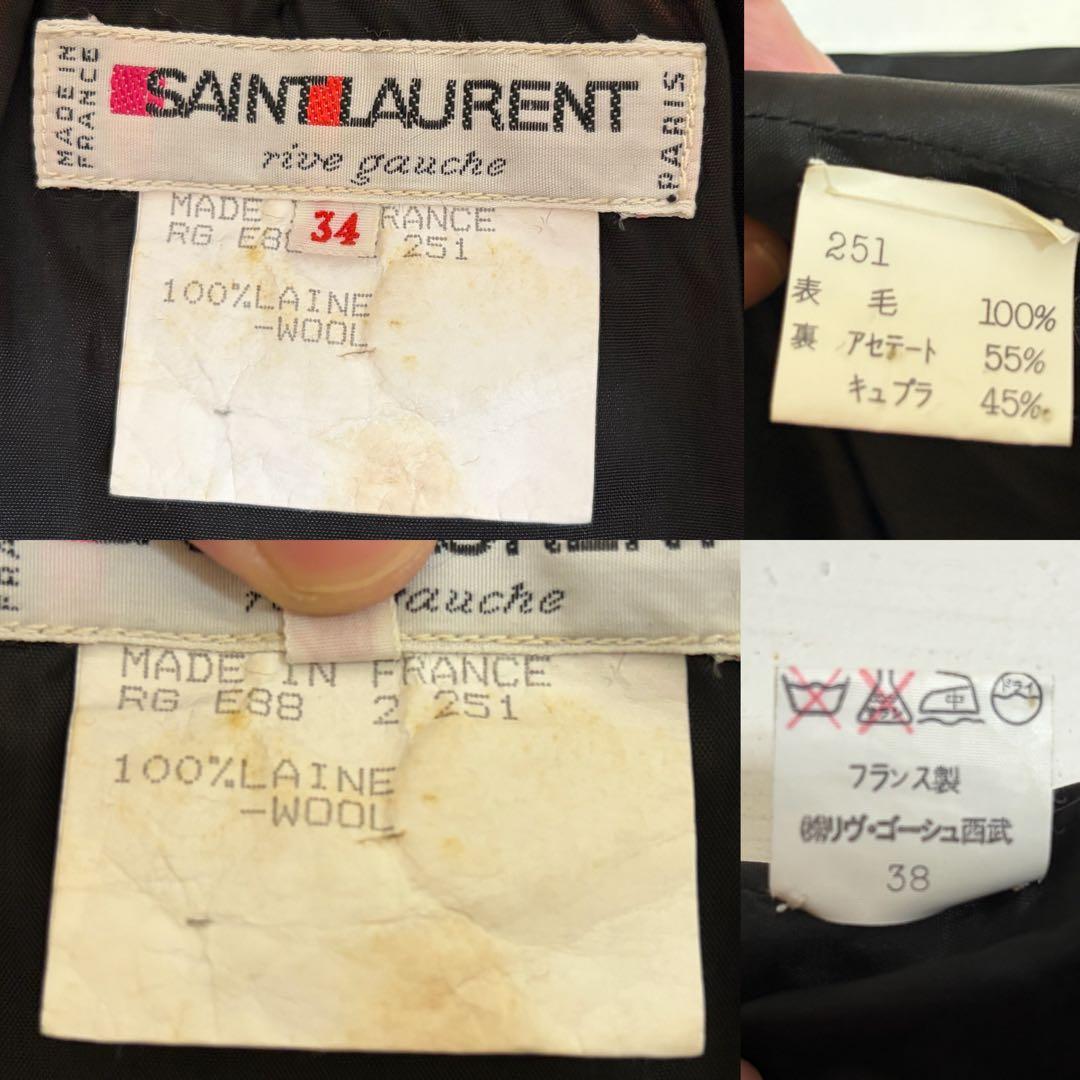 MADE IN
FRANCE
SAINT LAURENT
rive gauche
PARIS
MADE RANCE
34
RG E8 251
100%LAINE
-WOOL
251
表 毛 100%
裏 アセテート 55%
キュプラ 45%
gauche
MADE IN FRANCE
RG E88 2 251
100%LAINE
-WOOL
中 ドライ
フランス製
㈱リヴ・ゴーシュ西武
38